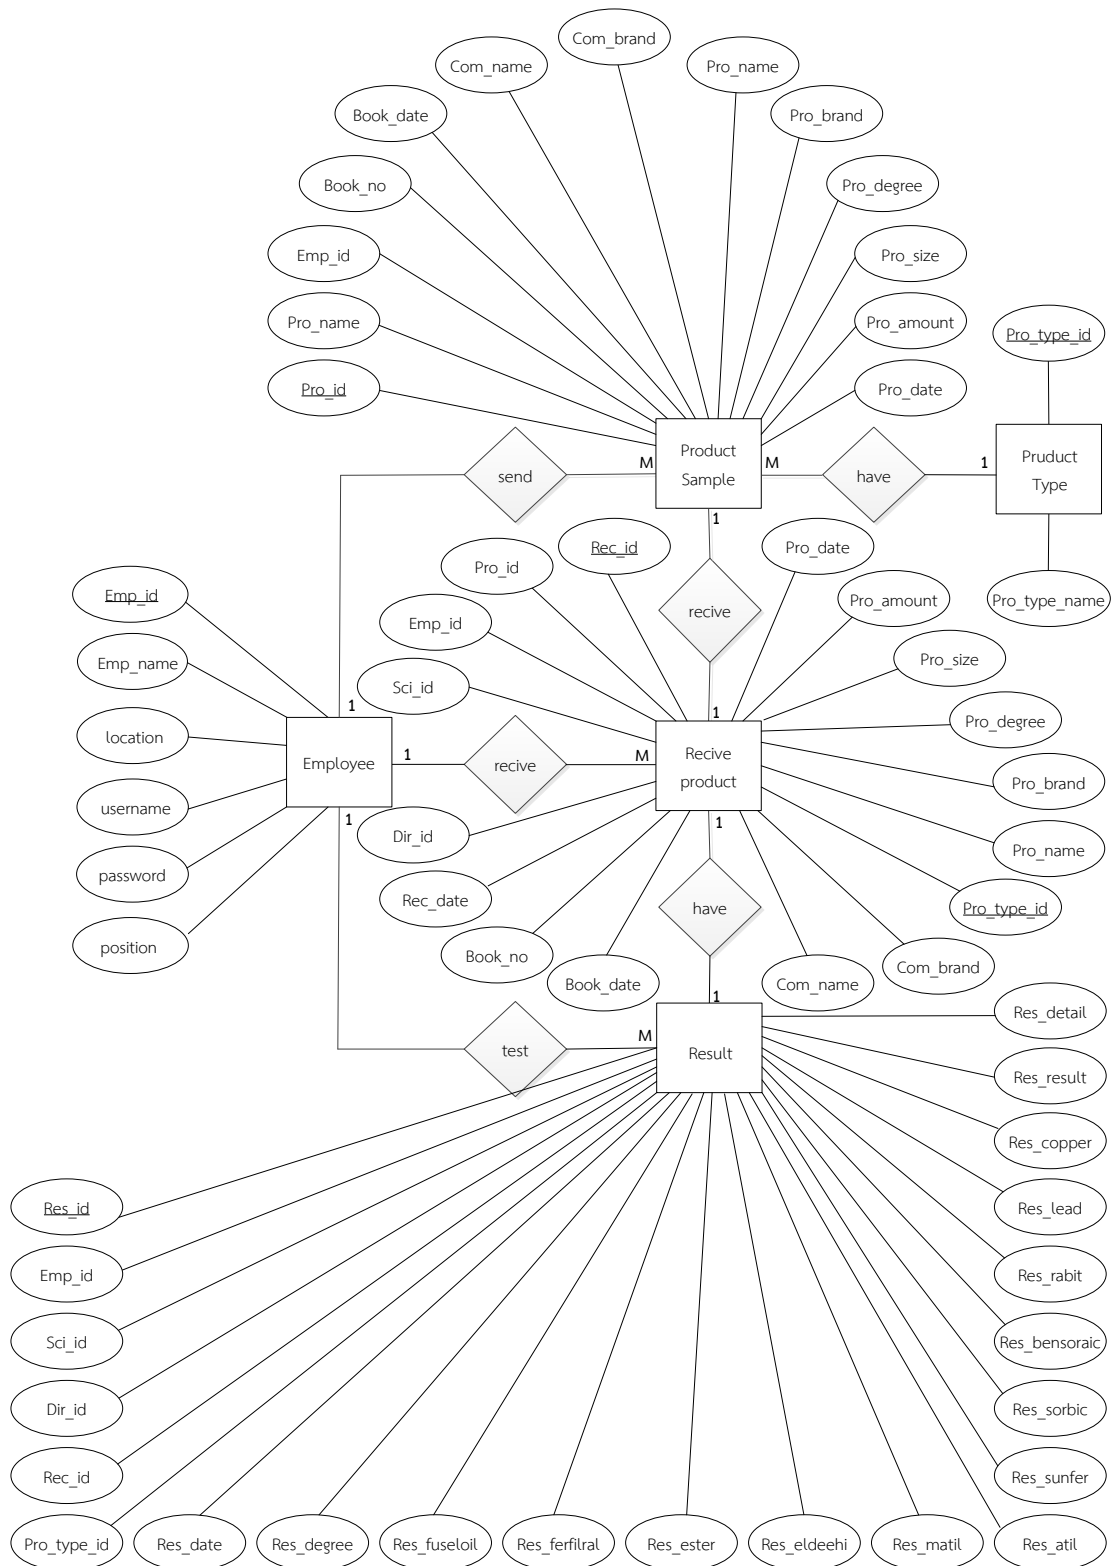 Com_brand
Com_name
Pro_name
Book_date
Pro_brand
Book_no
Pro_degree
Emp_id
Pro_size
Pro_name
Pro_amount
Pro_type_id
Pro_id
Pro_date
send
M
Product
Sample
M
have
1
Pruduct
Type
1
Rec_id
Pro_date
Pro_id
Emp_id
Pro_amount
Pro_type_name
recive
Emp_id
Emp_name
Sci_id
Pro_size
1
1
Pro_degree
location
Employee
1
recive
M
Recive
product
Pro_brand
username
1
Dir_id
1
Pro_name
password
Rec_date
have
Pro_type_id
position
Book_no
Com_brand
Book_date
Com_name
1
Res_detail
test
M
Result
Res_result
Res_copper
Res_id
Res_lead
Emp_id
Res_rabit
Sci_id
Res_bensoraic
Dir_id
Res_sorbic
Rec_id
Res_sunfer
Pro_type_id
Res_date
Res_degree
Res_fuseloil
Res_ferfilral
Res_ester
Res_eldeehi
Res_matil
Res_atil